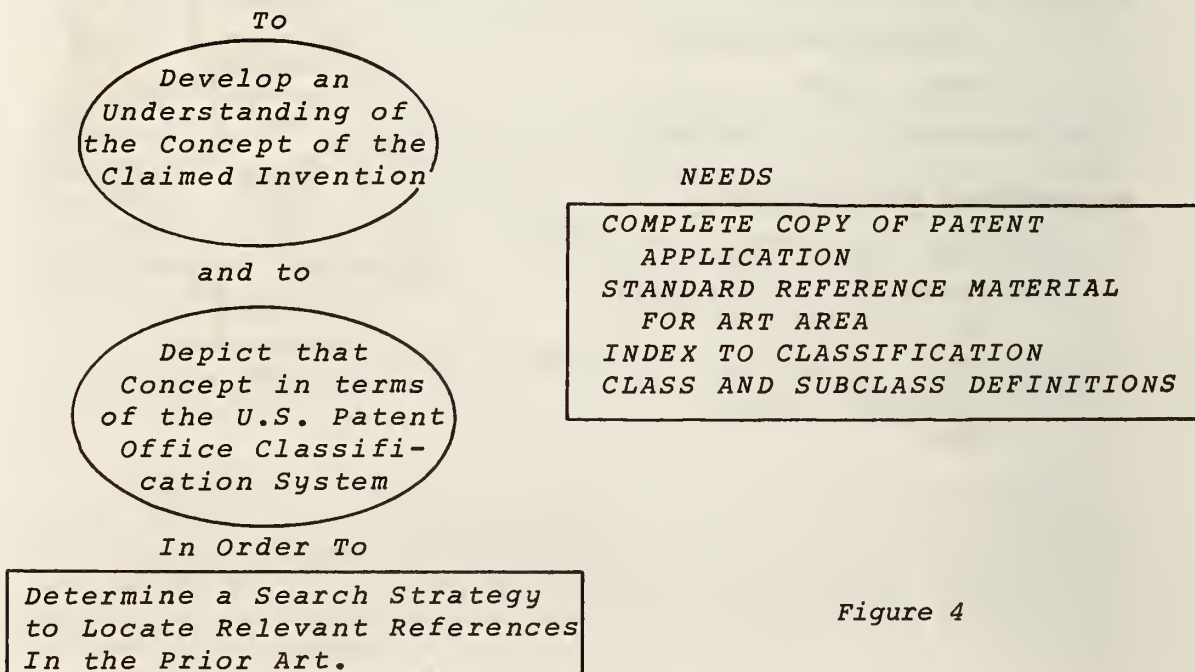 To
Develop an
Understanding of
the Concept of the
Claimed Invention
and to
Depict that
Concept in terms
of the U.S. Patent
Office Classifi-
cation System
In Order To
Determine a Search Strategy
to Locate Relevant References
In the Prior Art.
NEEDS
COMPLETE COPY OF PATENT
APPLICATION
STANDARD REFERENCE MATERIAL
FOR ART AREA
INDEX TO CLASSIFICATION
CLASS AND SUBCLASS DEFINITIONS
Figure 4